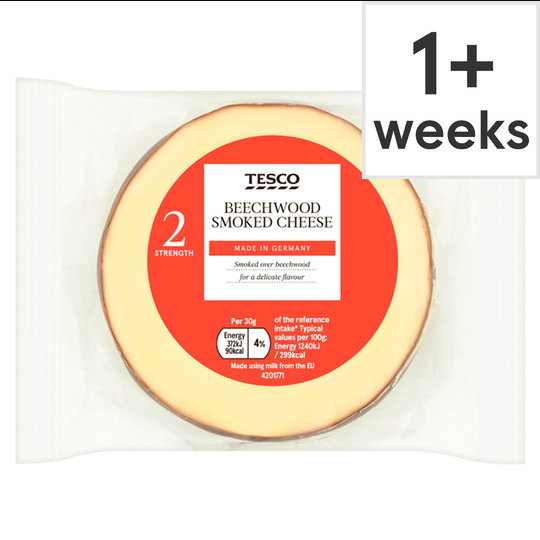 1+
weeks
TESCO
BEECHWOOD
SMOKED CHEESE
MADE IN GERMANY
Smoked over beechwood
for a delicate flavour
2
STRENGTH
Per 30g
Energy
372kJ
90kcal
4%
of the reference
intake* Typical
values per 100g:
Energy 1240kJ
/ 299kcal
Made using milk from the EU
4201771